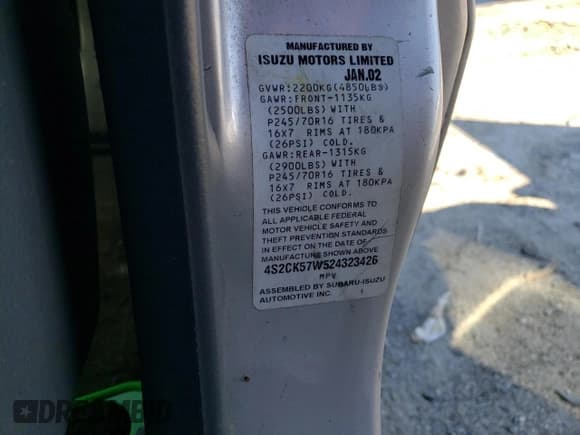 MANUFACTURED BY
ISUZU MOTORS LIMITED
JAN.02
GVWR:2200KG(4850LBS)
GAWR:FRONT-1135KG
(2500LBS) WITH
P245/70R16 TIRES &
16X7 RIMS AT 180KPA
(26PSI) COLD.
GAWR:REAR-1315KG
(2900LBS) WITH
P245/70R16 TIRES &
16X7 RIMS AT 180KPA
(26PSI) COLD.
THIS VEHICLE CONFORMS TO
ALL APPLICABLE FEDERAL
MOTOR VEHICLE SAFETY AND
THEFT PREVENTION STANDARDS
IN EFFECT ON THE DATE OF
MANUFACTURE SHOWN ABOVE
4S2CK57W524323426
MPV
ASSEMBLED BY SUBARU-ISUZU
AUTOMOTIVE INC.
DREAMBID